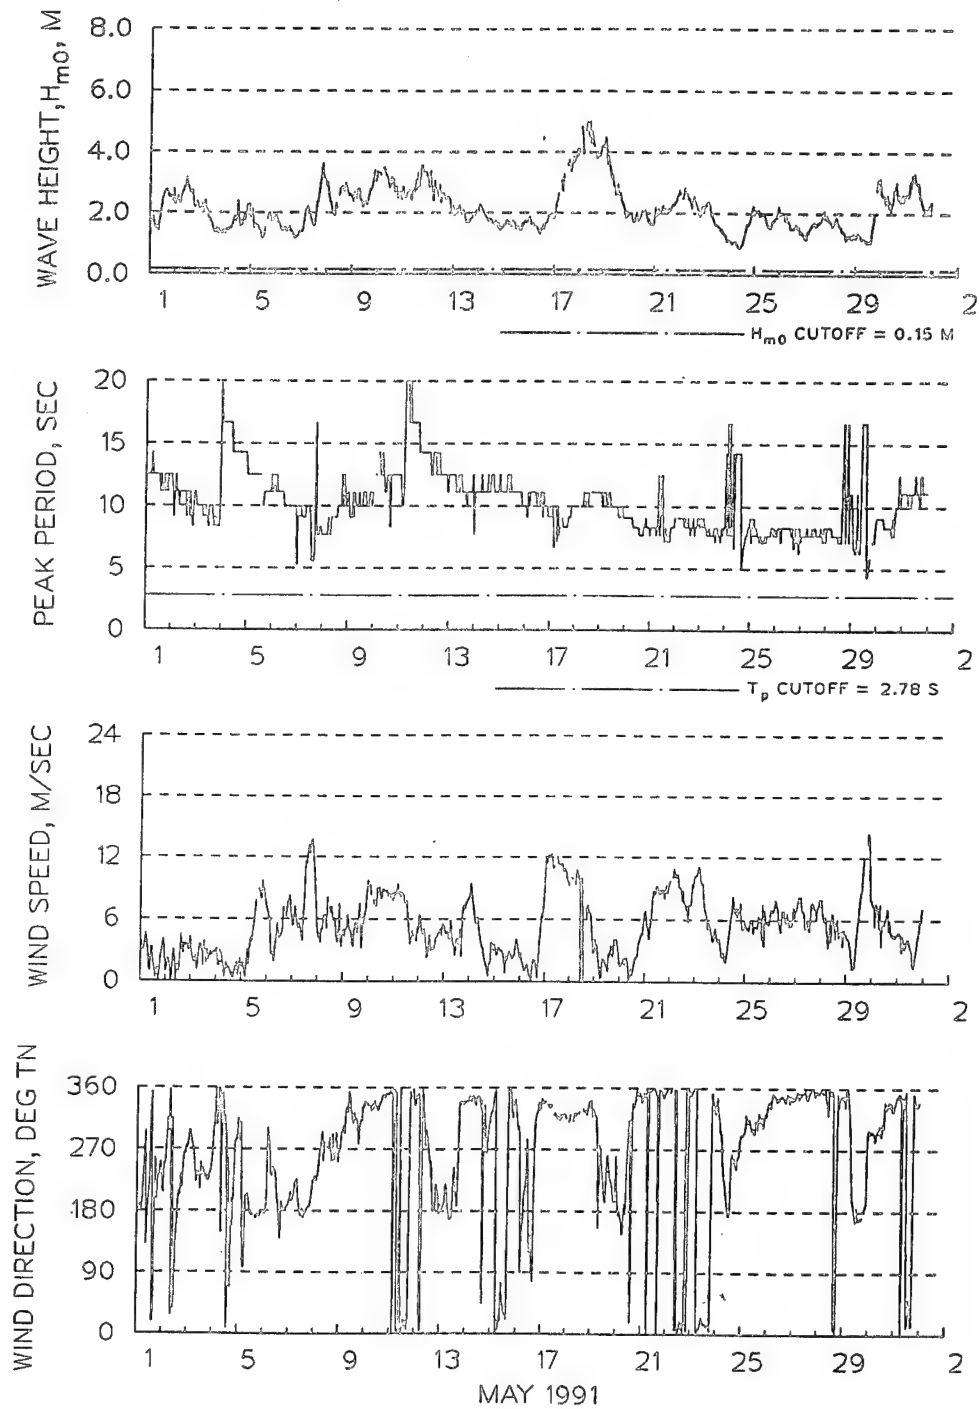 WAVE HEIGHT, Hm0, M
8.0
6.0
4.0
2.0
0.0
1 5 9 13 17 21 25 29 2
Hm0 CUTOFF = 0.15 M
PEAK PERIOD, SEC
20
15
10
5
0
1 5 9 13 17 21 25 29 2
Tp CUTOFF = 2.78 S
WIND SPEED, M/SEC
24
18
12
6
0
1 5 9 13 17 21 25 29 2
WIND DIRECTION, DEG TN
360
270
180
90
0
1 5 9 13 17 21 25 29 2
MAY 1991